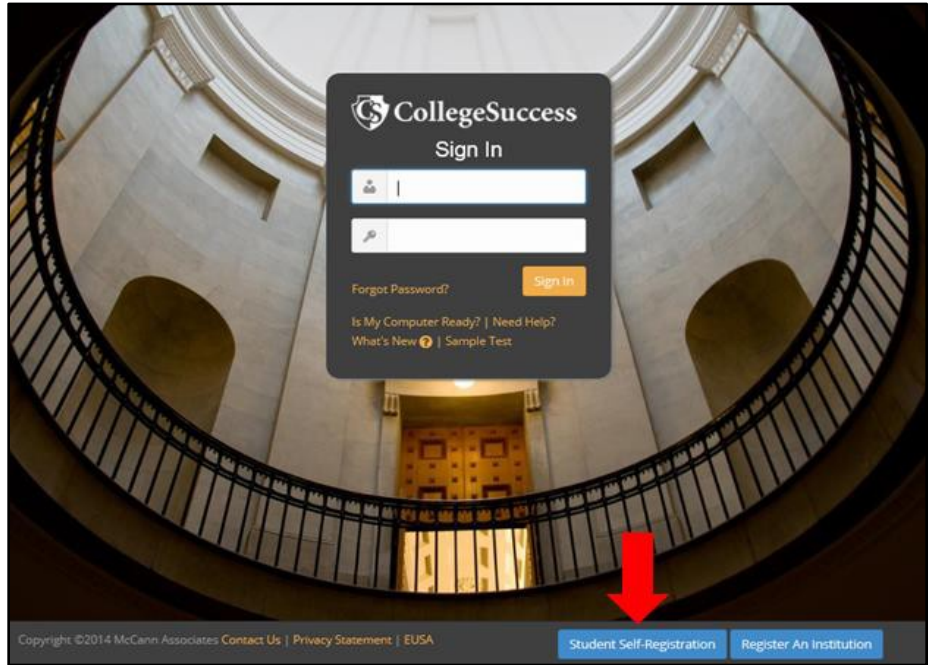 CS CollegeSuccess
Sign In
Forgot Password?
Sign In
Is My Computer Ready? | Need Help?
What's New ? | Sample Test
Copyright ©2014 McCann Associates Contact Us | Privacy Statement | EUSA
Student Self-Registration
Register An Institution